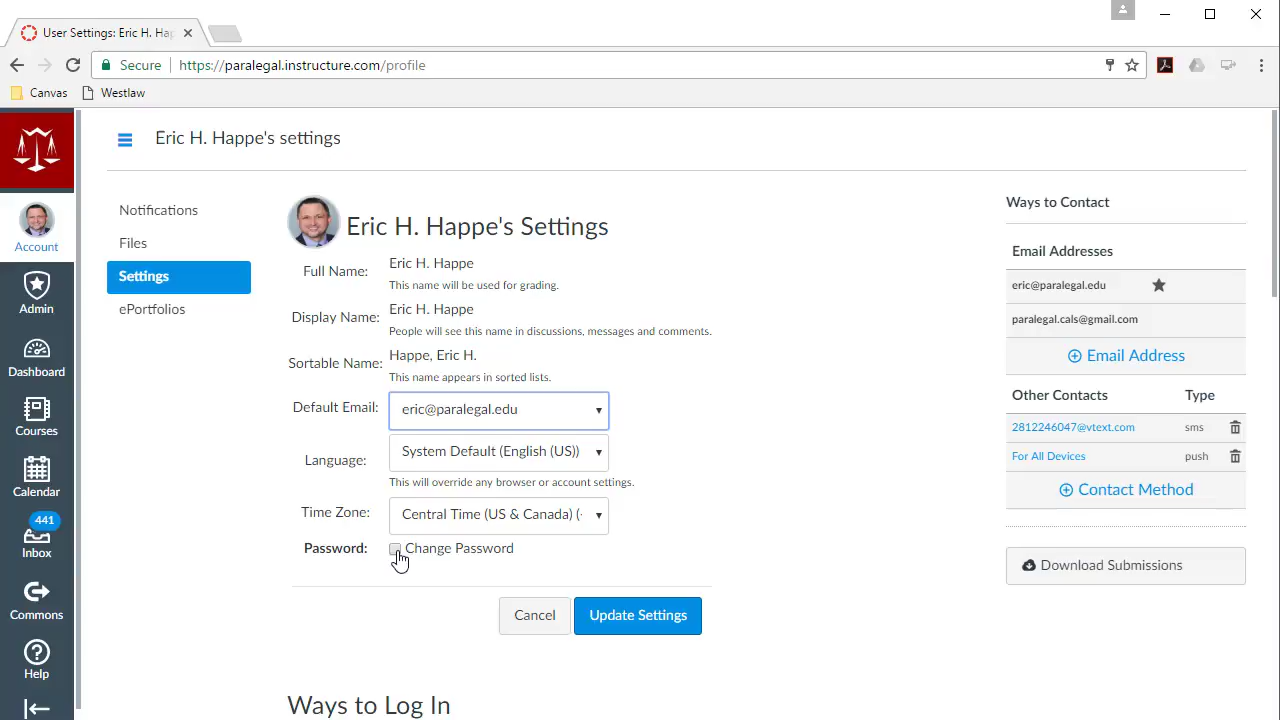 User Settings: Eric H. Hap
Secure
https://paralegal.instructure.com/profile
Canvas
Westlaw
Eric H. Happe's settings
Account
Admin
Dashboard
Courses
Calendar
441
Inbox
Commons
Help
Notifications
Files
Settings
ePortfolios
Eric H. Happe's Settings
Full Name: Eric H. Happe
This name will be used for grading.
Display Name: Eric H. Happe
People will see this name in discussions, messages and comments.
Sortable Name: Happe, Eric H.
This name appears in sorted lists.
Default Email: eric@paralegal.edu
Language: System Default (English (US))
This will override any browser or account settings.
Time Zone: Central Time (US & Canada) (-
Password: Change Password
Cancel
Update Settings
Ways to Log In
Ways to Contact
Email Addresses
eric@paralegal.edu
paralegal.cals@gmail.com
Email Address
Other Contacts Type
2812246047@vtext.com sms
For All Devices push
Contact Method
Download Submissions